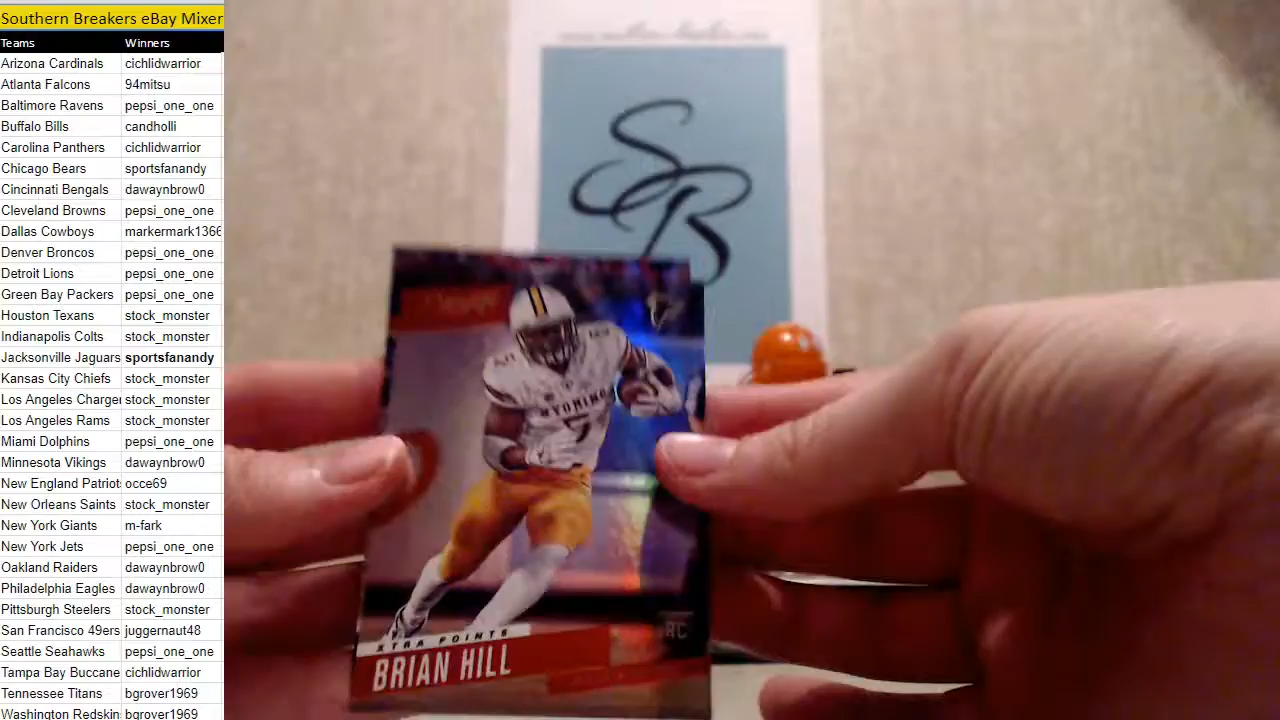 Southern Breakers eBay Mixer
Teams Winners
Arizona Cardinals cichlidwarrior
Atlanta Falcons 94mitsu
Baltimore Ravens pepsi_one_one
Buffalo Bills candholli
Carolina Panthers cichlidwarrior
Chicago Bears sportsfanandy
Cincinnati Bengals dawaynbrow0
Cleveland Browns pepsi_one_one
Dallas Cowboys markermark1366
Denver Broncos pepsi_one_one
Detroit Lions pepsi_one_one
Green Bay Packers pepsi_one_one
Houston Texans stock_monster
Indianapolis Colts stock_monster
Jacksonville Jaguars sportsfanandy
Kansas City Chiefs stock_monster
Los Angeles Charger stock_monster
Los Angeles Rams stock_monster
Miami Dolphins pepsi_one_one
Minnesota Vikings dawaynbrow0
New England Patriots occe69
New Orleans Saints stock_monster
New York Giants m-fark
New York Jets pepsi_one_one
Oakland Raiders dawaynbrow0
Philadelphia Eagles dawaynbrow0
Pittsburgh Steelers stock_monster
San Francisco 49ers juggernaut48
Seattle Seahawks pepsi_one_one
Tampa Bay Buccane cichlidwarrior
Tennessee Titans bgrover1969
Washington Redskin bgrover1969
SB
WYOMING
5
RC
XTRA POINTS
BRIAN HILL